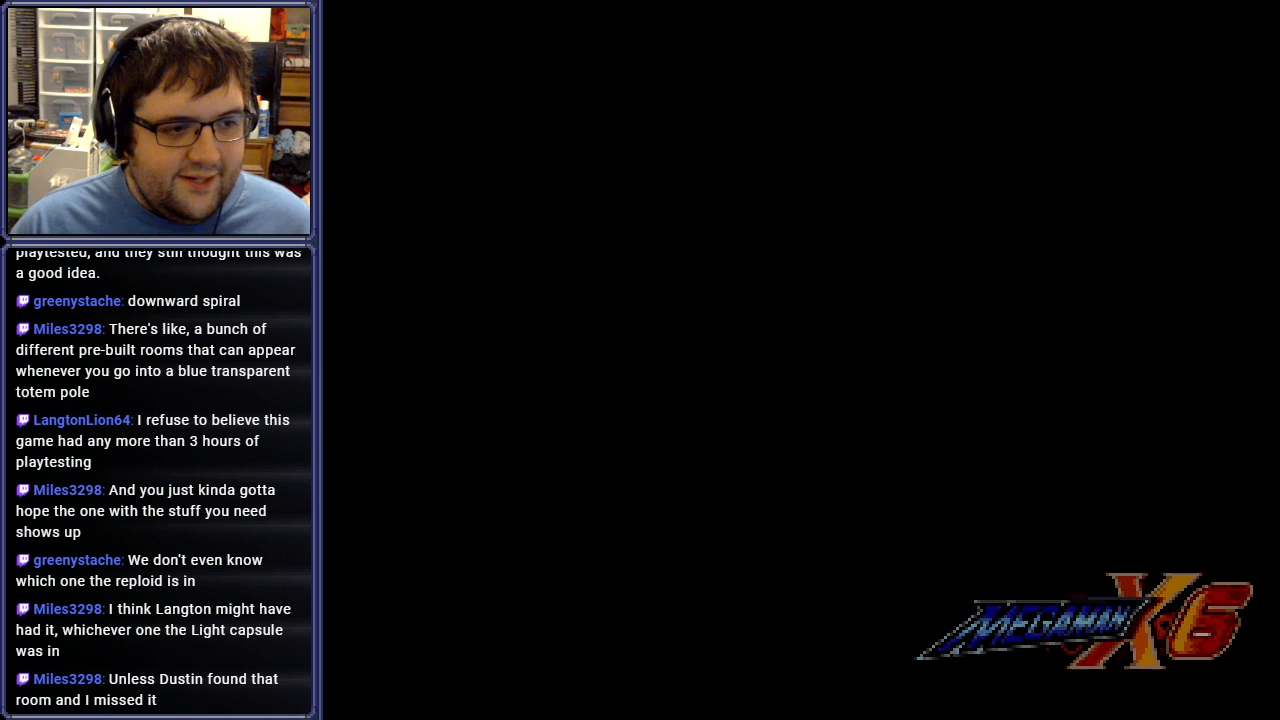 playtested, and they still thought this was
a good idea.
greenystache: downward spiral
Miles3298: There's like, a bunch of
different pre-built rooms that can appear
whenever you go into a blue transparent
totem pole
LangtonLion64: I refuse to believe this
game had any more than 3 hours of
playtesting
Miles3298: And you just kinda gotta
hope the one with the stuff you need
shows up
greenystache: We don't even know
which one the reploid is in
Miles3298: I think Langton might have
had it, whichever one the Light capsule
was in
Miles3298: Unless Dustin found that
room and I missed it
MEGAMAN X6